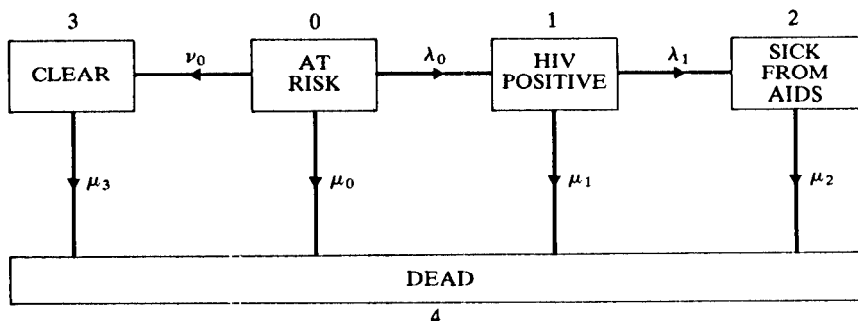 3 0 1 2
CLEAR ν₀ AT RISK λ₀ HIV POSITIVE λ₁ SICK FROM AIDS
μ₃ μ₀ μ₁ μ₂
DEAD
4